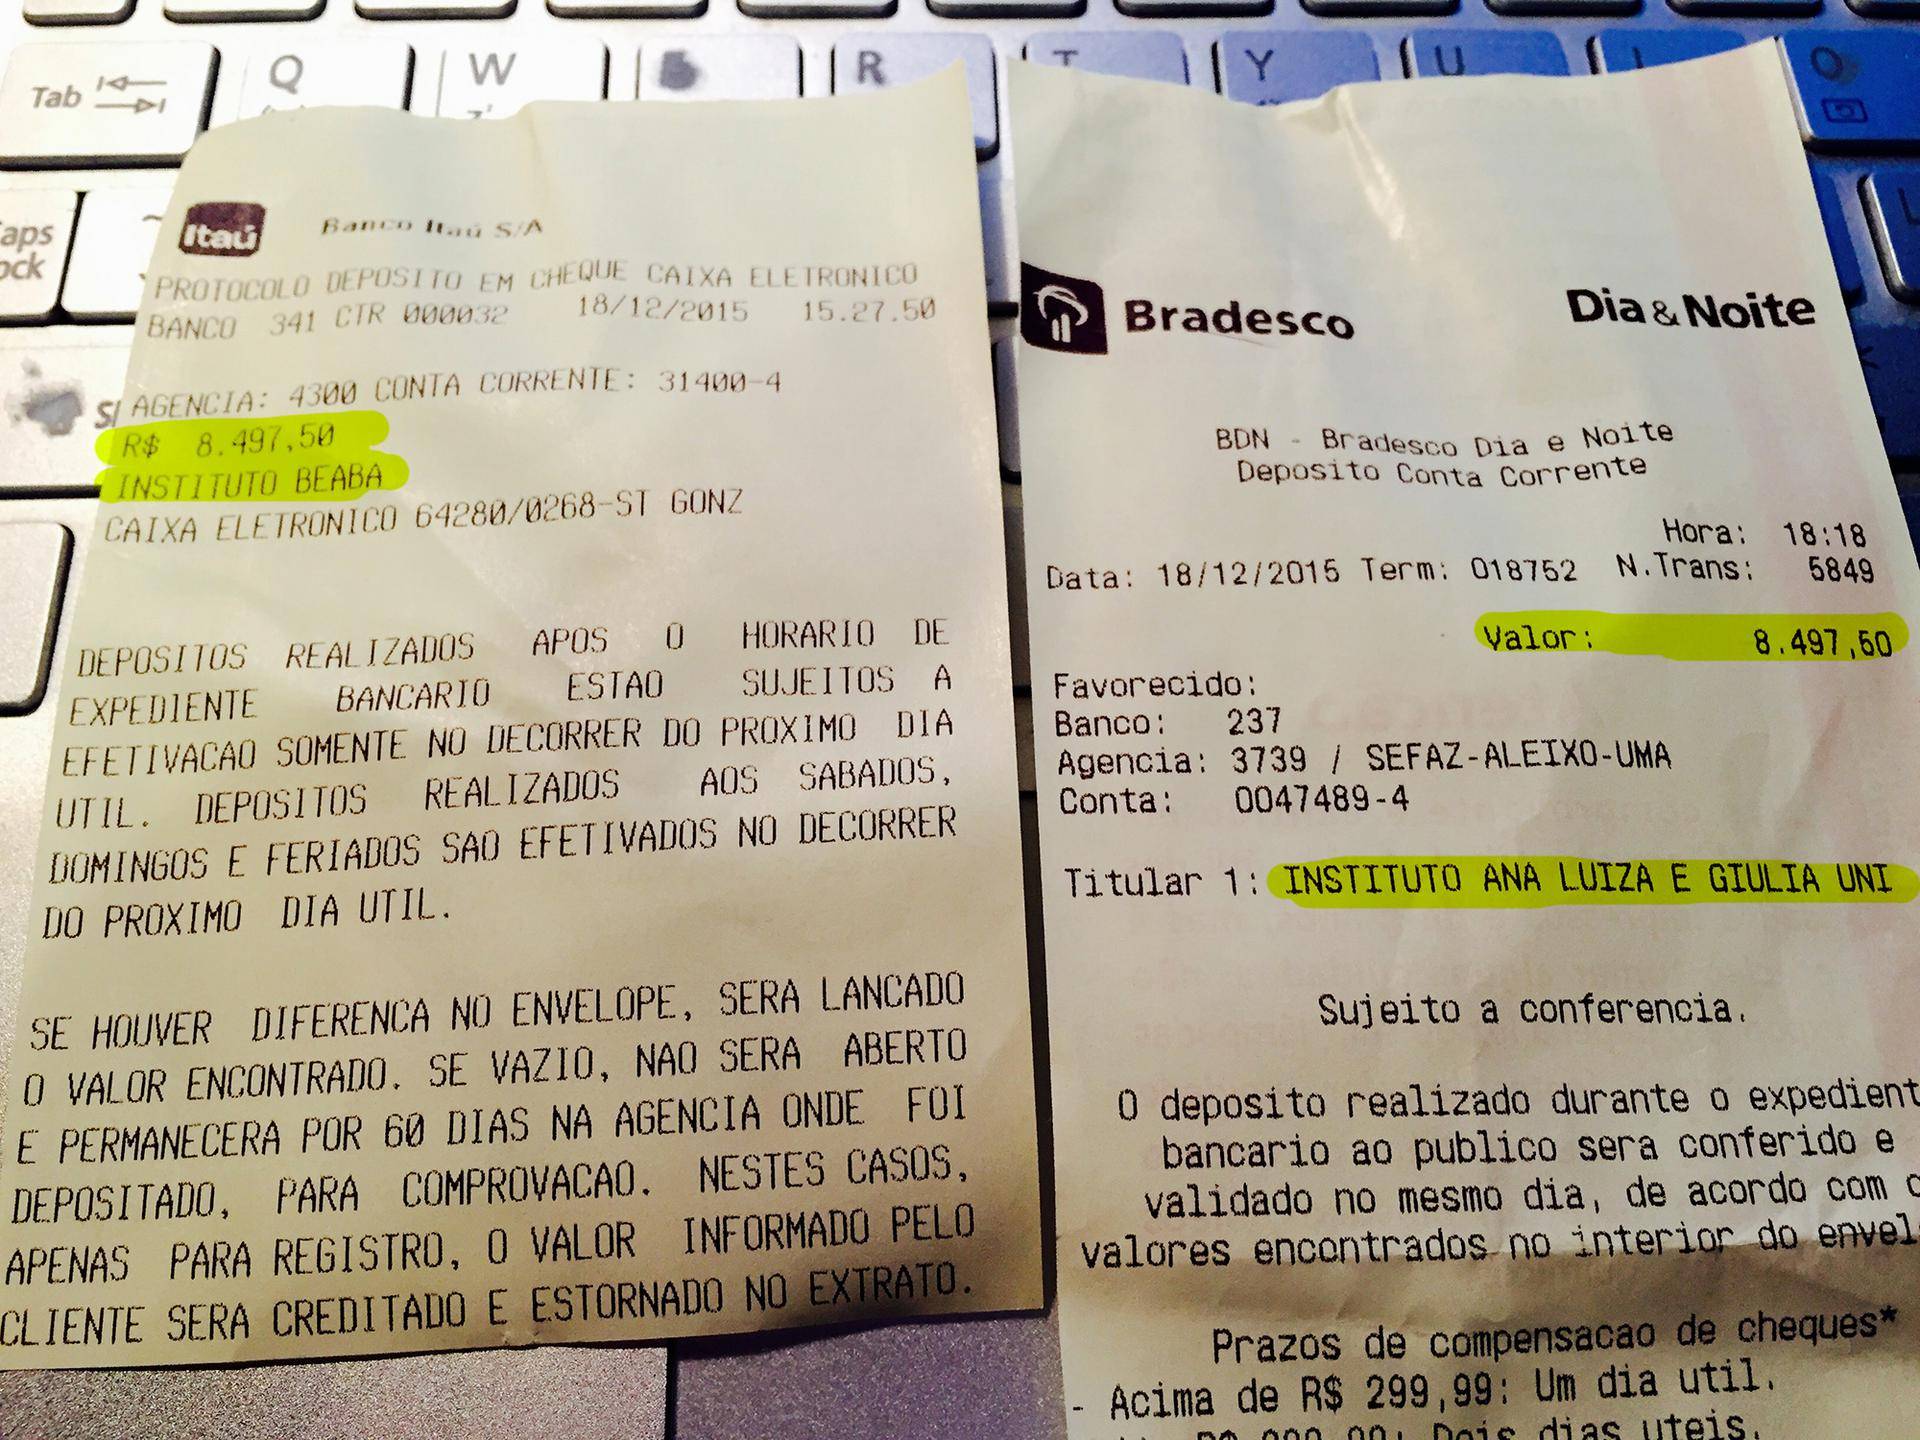 Tab
Q
W
R
T
Y
U
I
O
aps
ock
Itaú
Banco Itaú S/A
PROTOCOLO DEPOSITO EM CHEQUE CAIXA ELETRONICO
BANCO 341 CTR 000032 18/12/2015 15.27.50
AGENCIA: 4300 CONTA CORRENTE: 31400-4
R$ 8.497,50
INSTITUTO BEABA
CAIXA ELETRONICO 64280/0268-ST GONZ
DEPOSITOS REALIZADOS APOS O HORARIO DE
EXPEDIENTE BANCARIO ESTAO SUJEITOS A
EFETIVACAO SOMENTE NO DECORRER DO PROXIMO DIA
UTIL. DEPOSITOS REALIZADOS AOS SABADOS,
DOMINGOS E FERIADOS SAO EFETIVADOS NO DECORRER
DO PROXIMO DIA UTIL.
SE HOUVER DIFERENCA NO ENVELOPE, SERA LANCADO
O VALOR ENCONTRADO. SE VAZIO, NAO SERA ABERTO
E PERMANECERA POR 60 DIAS NA AGENCIA ONDE FOI
DEPOSITADO, PARA COMPROVACAO. NESTES CASOS,
APENAS PARA REGISTRO, O VALOR INFORMADO PELO
CLIENTE SERA CREDITADO E ESTORNADO NO EXTRATO.
Bradesco Dia&Noite
BDN - Bradesco Dia e Noite
Deposito Conta Corrente
Hora: 18:18
Data: 18/12/2015 Term: 018752 N.Trans: 5849
Valor: 8.497,50
Favorecido:
Banco: 237
Agencia: 3739 / SEFAZ-ALEIXO-UMA
Conta: 0047489-4
Titular 1: INSTITUTO ANA LUIZA E GIULIA UNI
Sujeito a conferencia.
O deposito realizado durante o expedient
bancario ao publico sera conferido e
validado no mesmo dia, de acordo com o
valores encontrados no interior do envel
Prazos de compensacao de cheques*
- Acima de R$ 299,99: Um dia util.
R$ 299,99: Dois dias uteis.